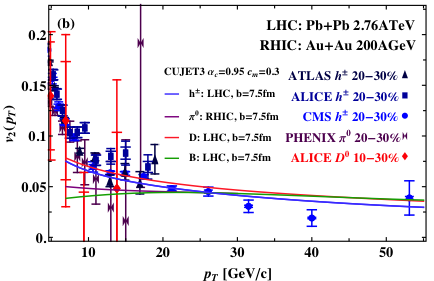 (b)
LHC: Pb+Pb 2.76ATeV
RHIC: Au+Au 200AGeV
CUJET3 αc=0.95 cm=0.3
h±: LHC, b=7.5fm
π0: RHIC, b=7.5fm
D: LHC, b=7.5fm
B: LHC, b=7.5fm
ATLAS h± 20-30%
ALICE h± 20-30%
CMS h± 20-30%
PHENIX π0 20-30%
ALICE D0 10-30%
v2(pT)
0.2
0.15
0.1
0.05
0.
10
20
30
40
50
pT [GeV/c]